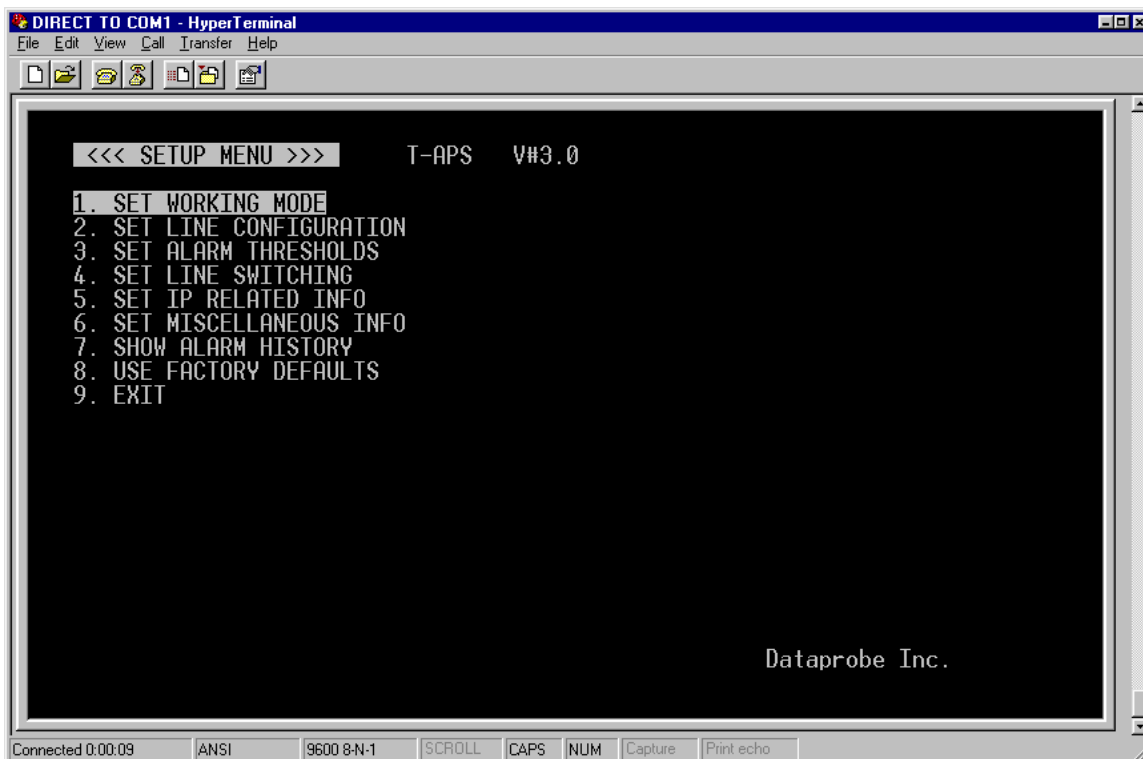 DIRECT TO COM1 - HyperTerminal
File Edit View Call Transfer Help
<<< SETUP MENU >>> T-APS V#3.0
1. SET WORKING MODE
2. SET LINE CONFIGURATION
3. SET ALARM THRESHOLDS
4. SET LINE SWITCHING
5. SET IP RELATED INFO
6. SET MISCELLANEOUS INFO
7. SHOW ALARM HISTORY
8. USE FACTORY DEFAULTS
9. EXIT
Dataprobe Inc.
Connected 0:00:09 ANSI 9600 8-N-1 SCROLL CAPS NUM Capture Print echo